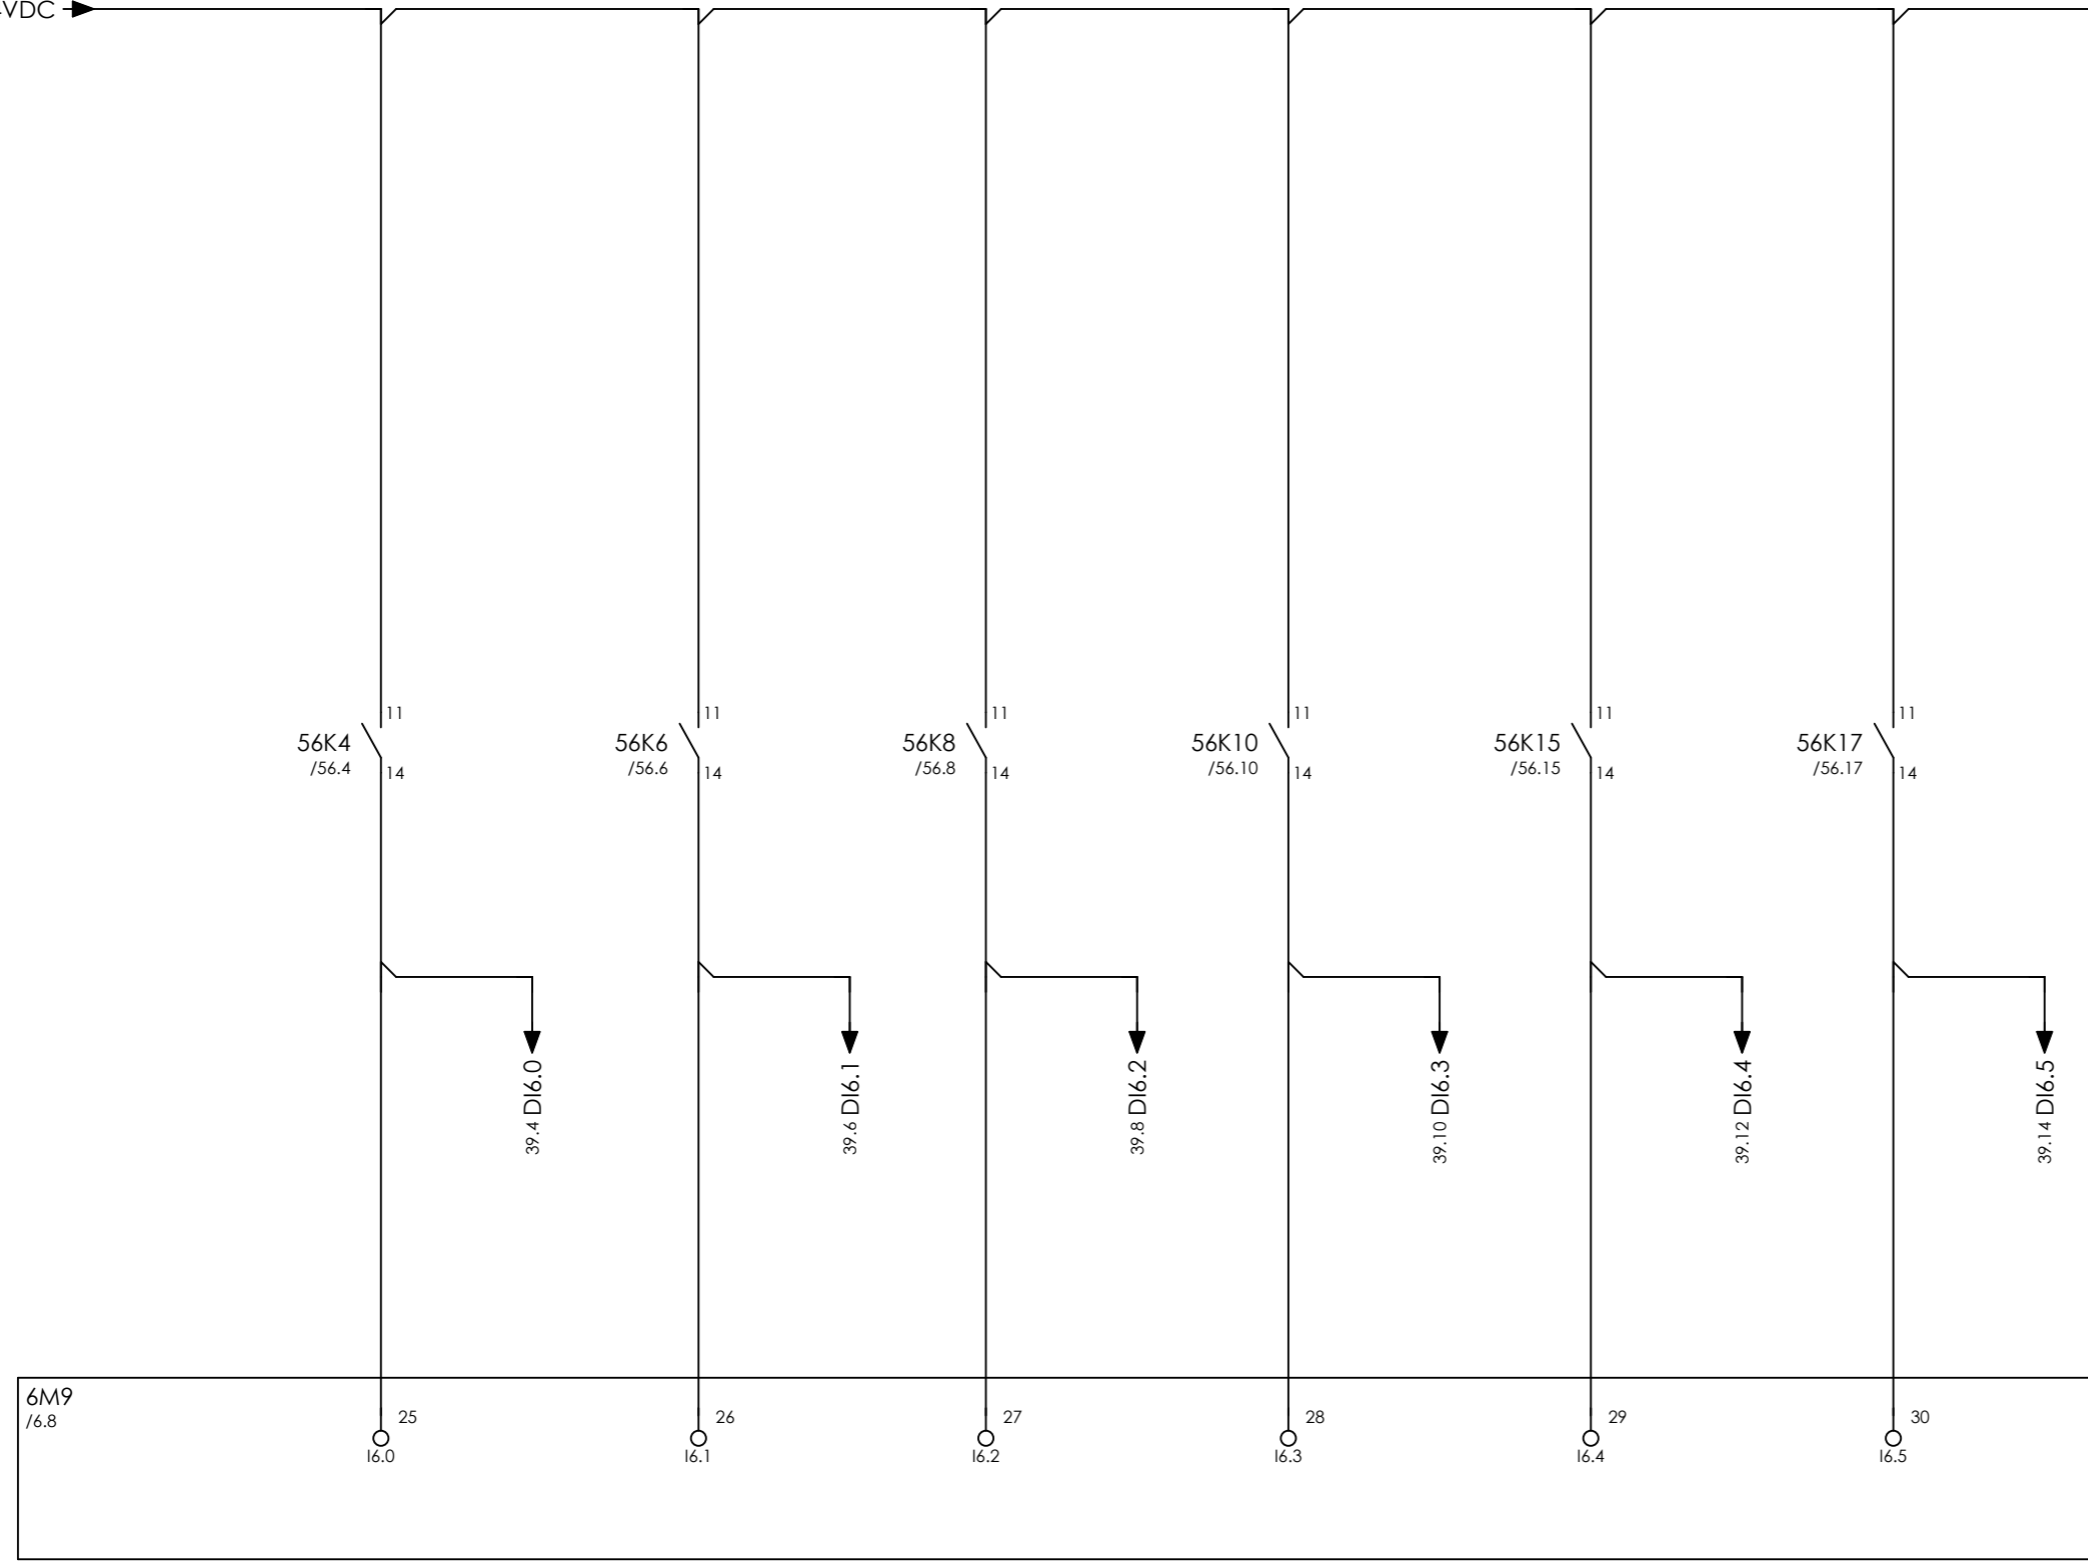 VDC
11 11 11 11 11 11
56K4 56K6 56K8 56K10 56K15 56K17
/56.4 /56.6 /56.8 /56.10 /56.15 /56.17
14 14 14 14 14 14
39.4 DI6.0
39.6 DI6.1
39.8 DI6.2
39.10 DI6.3
39.12 DI6.4
39.14 DI6.5
6M9
/6.8
25 26 27 28 29 30
I6.0 I6.1 I6.2 I6.3 I6.4 I6.5